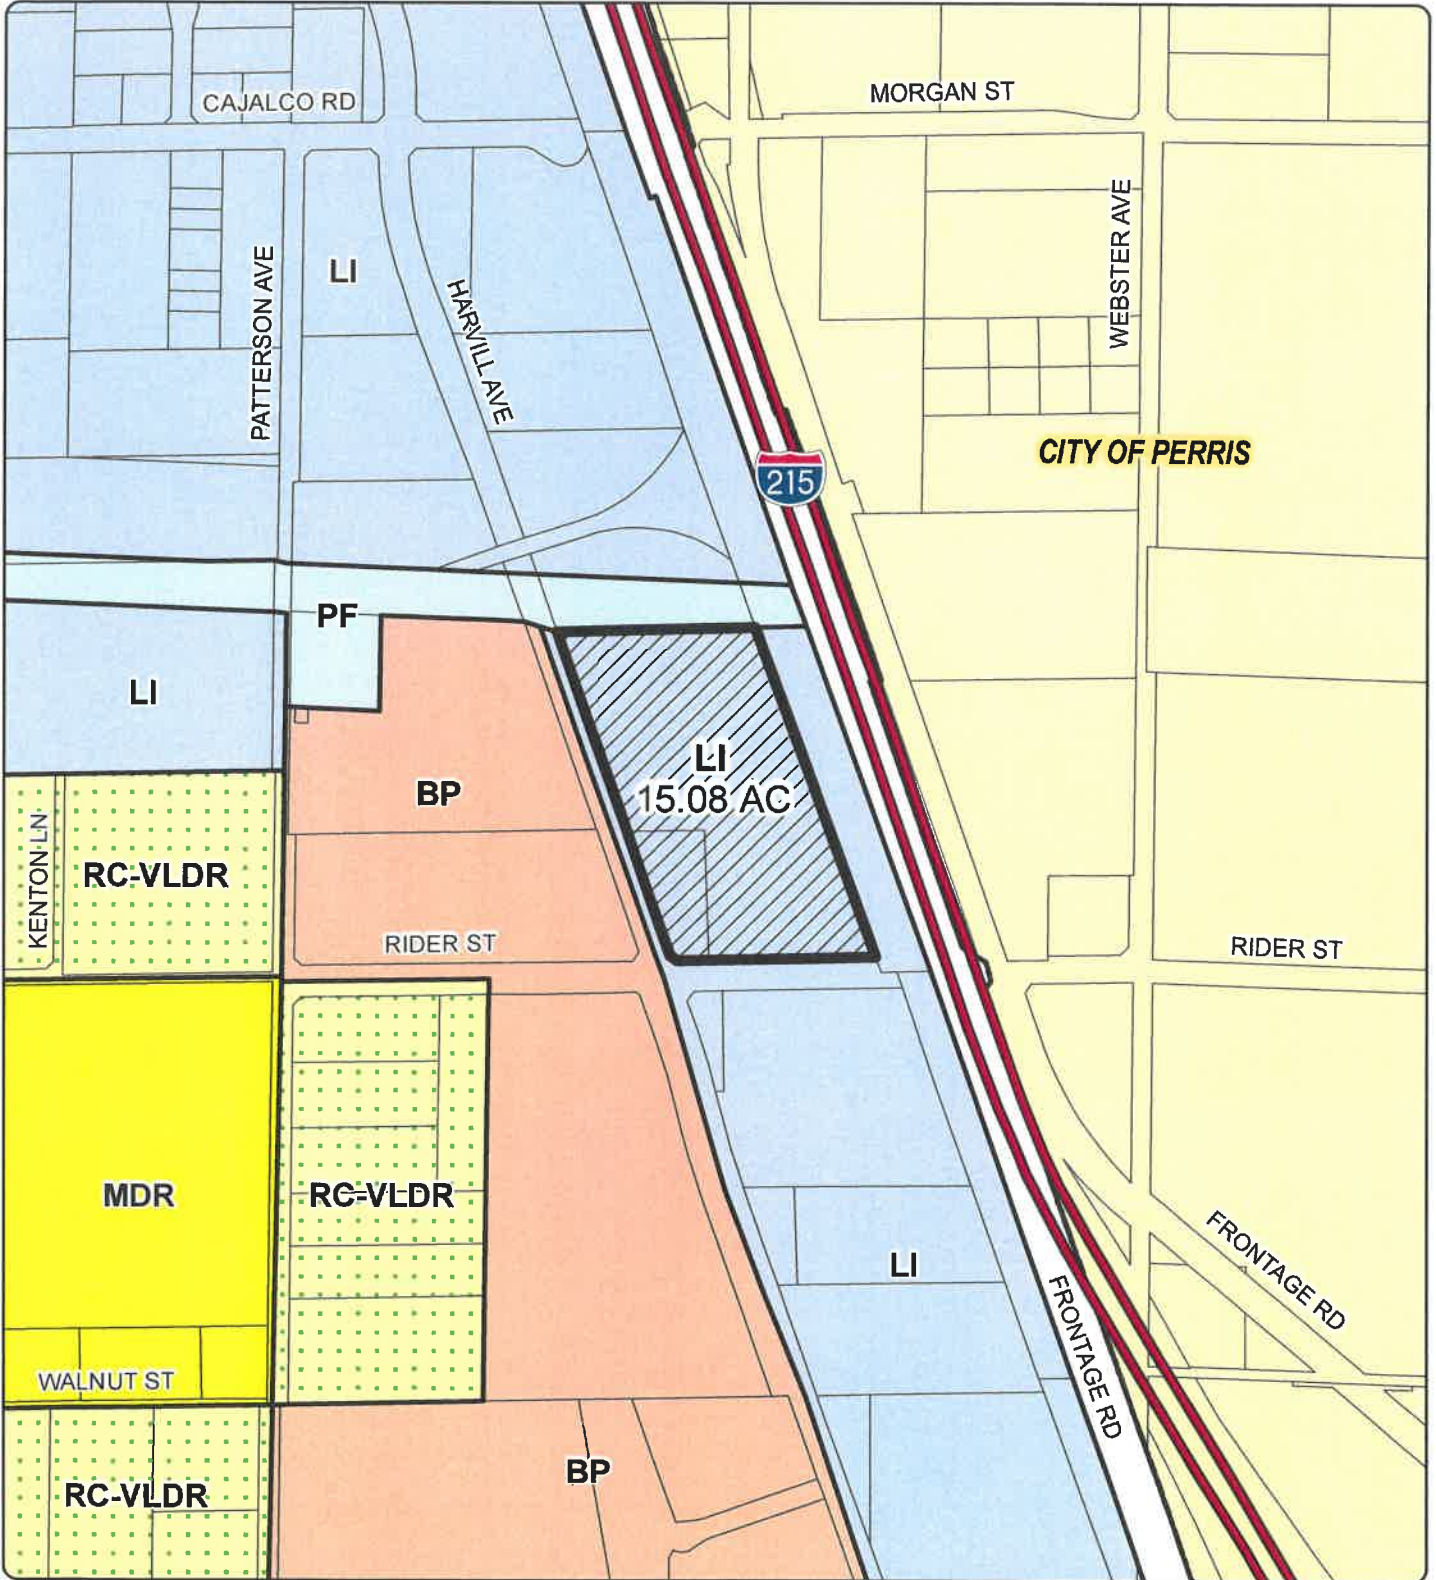 CAJALCO RD
MORGAN ST
PATTERSON AVE
LI
HARVILL AVE
WEBSTER AVE
CITY OF PERRIS
215
PF
LI
LI
15.08 AC
BP
KENTON LN
RC-VLDR
RIDER ST
RIDER ST
MDR
RC-VLDR
LI
FRONTAGE RD
FRONTAGE RD
WALNUT ST
RC-VLDR
BP